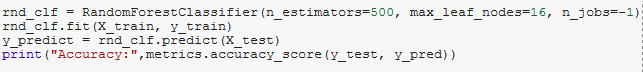 rnd_clf = RandomForestClassifier(n_estimators=500, max_leaf_nodes=16, n_jobs=-1)
rnd_clf.fit(X_train, y_train)
y_predict = rnd_clf.predict(X_test)
print("Accuracy:",metrics.accuracy_score(y_test, y_pred))